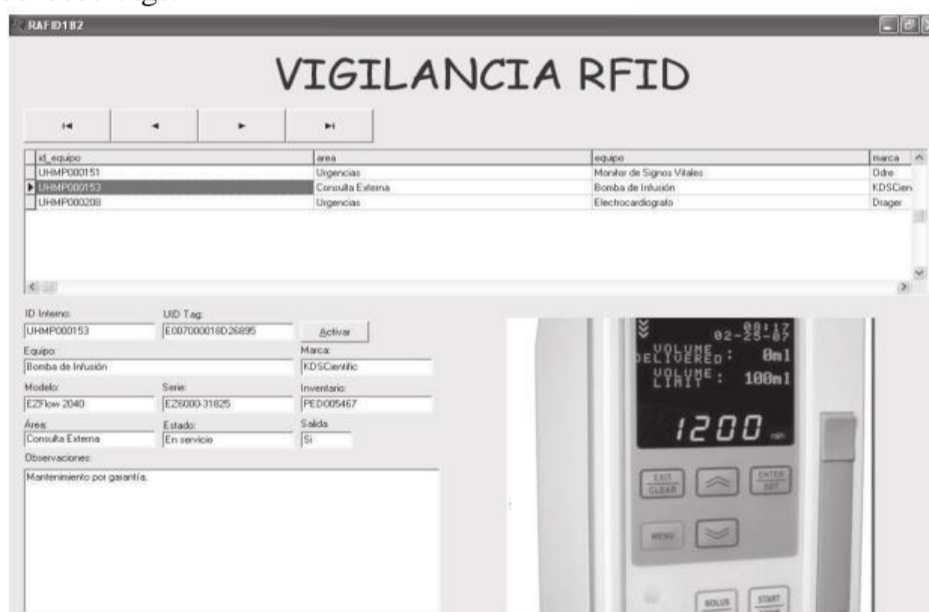 RAFID1B2
VIGILANCIA RFID
id_equipo area equipo marca
UHMP000151 Urgencias Monitor de Signos Vitales Ddre
UHMP000153 Consulta Externa Bomba de Infusión KDSCien
UHMP000208 Urgencias Electrocardiografo Drager
ID Interno: UID Tag:
UHMP000153 E007000018D26895 Activar
Equipo: Marca:
Bomba de Infusión KDSCientific
Modelo: Serie: Inventario:
EZFlow 2040 EZ6000-31825 PED005467
Área: Estado: Salida
Consulta Externa En servicio Si
Observaciones:
Mantenimiento por garantía.
08:17
02-25-07
VOLUME
DELIVERED : 0ml
VOLUME
LIMIT : 100ml
1200
EXIT
CLEAR
ENTER
SET
MENU
BOLUS
START